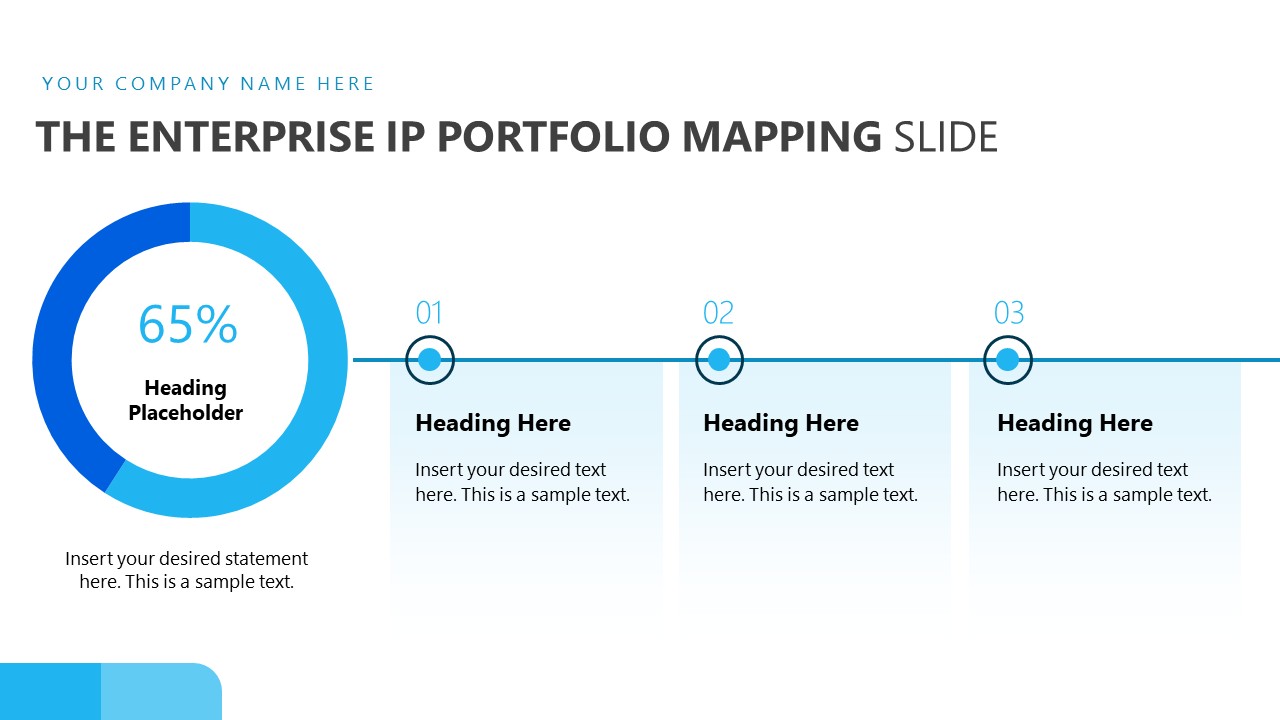 YOUR COMPANY NAME HERE
THE ENTERPRISE IP PORTFOLIO MAPPING SLIDE
65%
Heading
Placeholder
Insert your desired statement
here. This is a sample text.
01
Heading Here
Insert your desired text
here. This is a sample text.
02
Heading Here
Insert your desired text
here. This is a sample text.
03
Heading Here
Insert your desired text
here. This is a sample text.